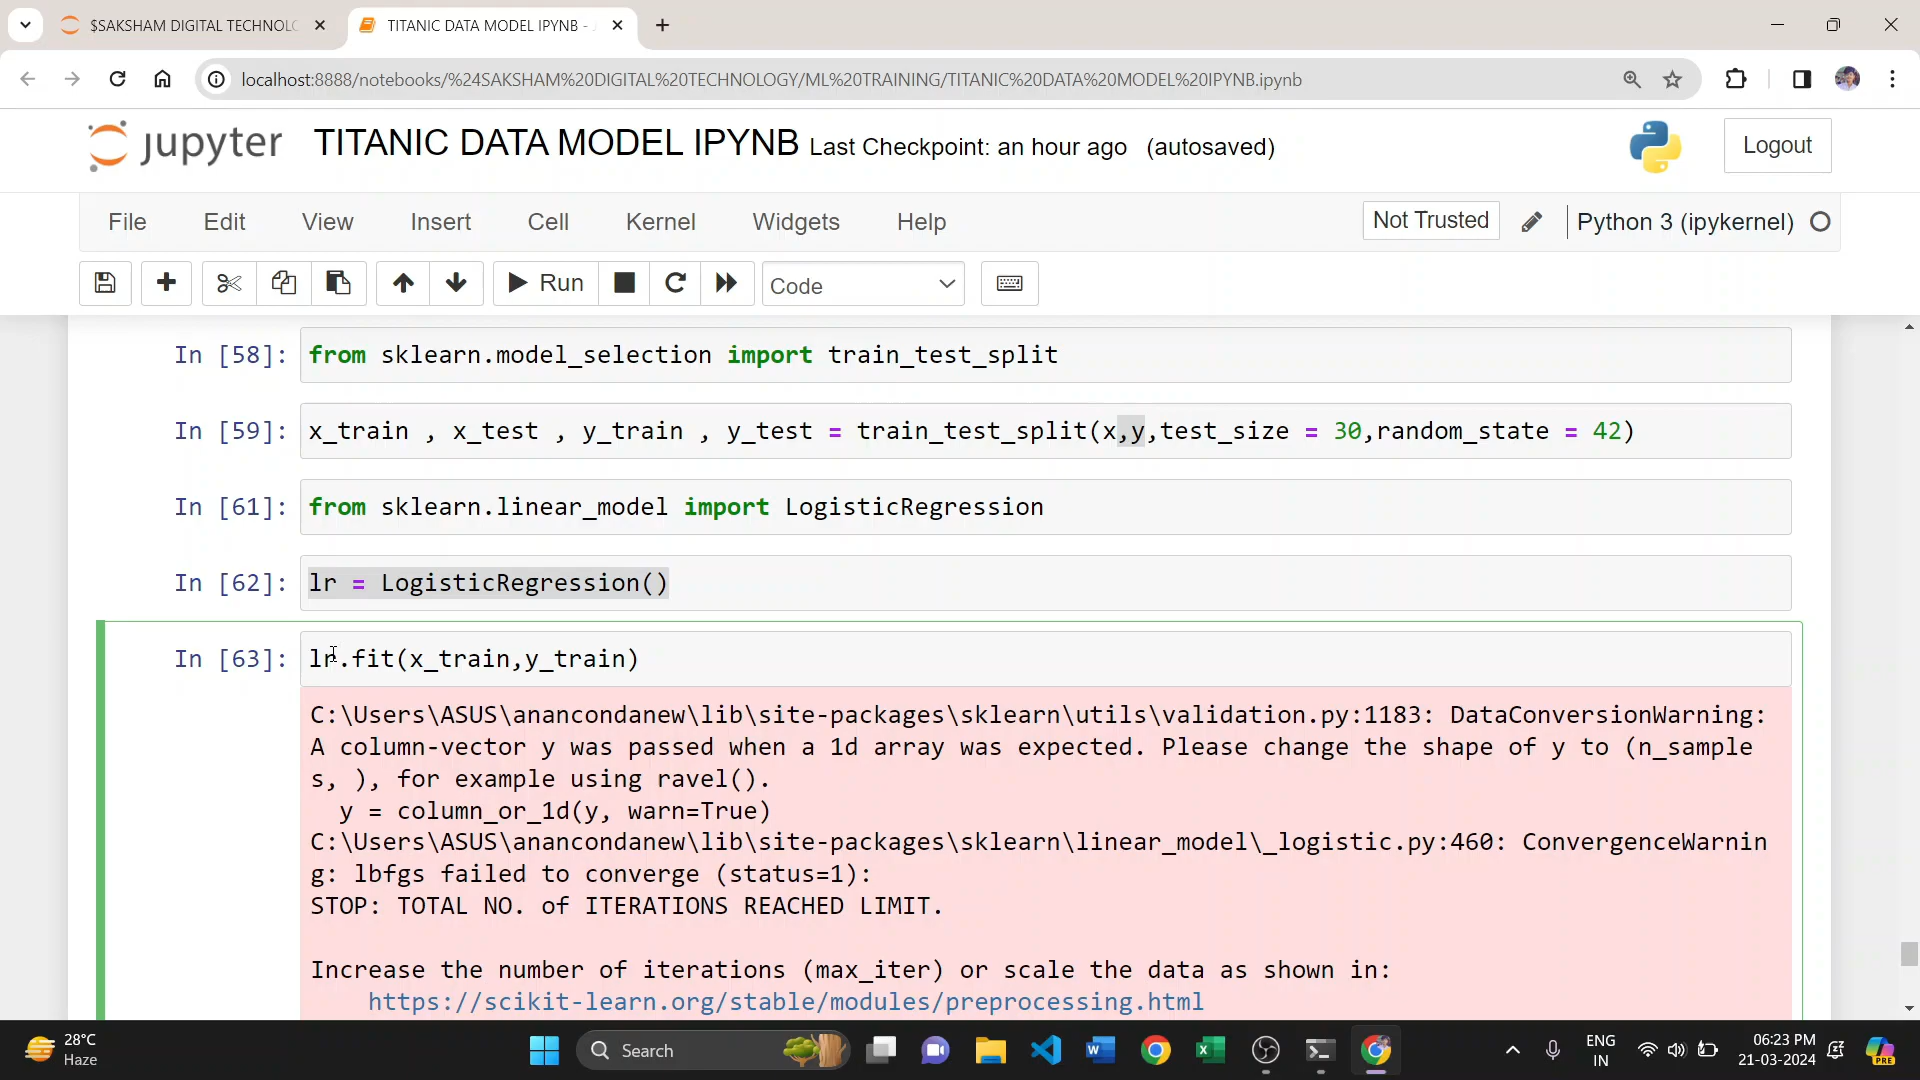 $SAKSHAM DIGITAL TECHNOLO
TITANIC DATA MODEL IPYNB -
localhost:8888/notebooks/%24SAKSHAM%20DIGITAL%20TECHNOLOGY/ML%20TRAINING/TITANIC%20DATA%20MODEL%20IPYNB.ipynb
jupyter TITANIC DATA MODEL IPYNB Last Checkpoint: an hour ago (autosaved)
Logout
File Edit View Insert Cell Kernel Widgets Help
Not Trusted
Python 3 (ipykernel)
Run
Code
In [58]: from sklearn.model_selection import train_test_split
In [59]: x_train , x_test , y_train , y_test = train_test_split(x,y,test_size = 30,random_state = 42)
In [61]: from sklearn.linear_model import LogisticRegression
In [62]: lr = LogisticRegression()
In [63]: lr.fit(x_train,y_train)
C:\Users\ASUS\anancondanew\lib\site-packages\sklearn\utils\validation.py:1183: DataConversionWarning:
A column-vector y was passed when a 1d array was expected. Please change the shape of y to (n_sample
s, ), for example using ravel().
y = column_or_1d(y, warn=True)
C:\Users\ASUS\anancondanew\lib\site-packages\sklearn\linear_model\_logistic.py:460: ConvergenceWarnin
g: lbfgs failed to converge (status=1):
STOP: TOTAL NO. of ITERATIONS REACHED LIMIT.
Increase the number of iterations (max_iter) or scale the data as shown in:
https://scikit-learn.org/stable/modules/preprocessing.html
28°C
Haze
Search
ENG
IN
06:23 PM
21-03-2024
PRE